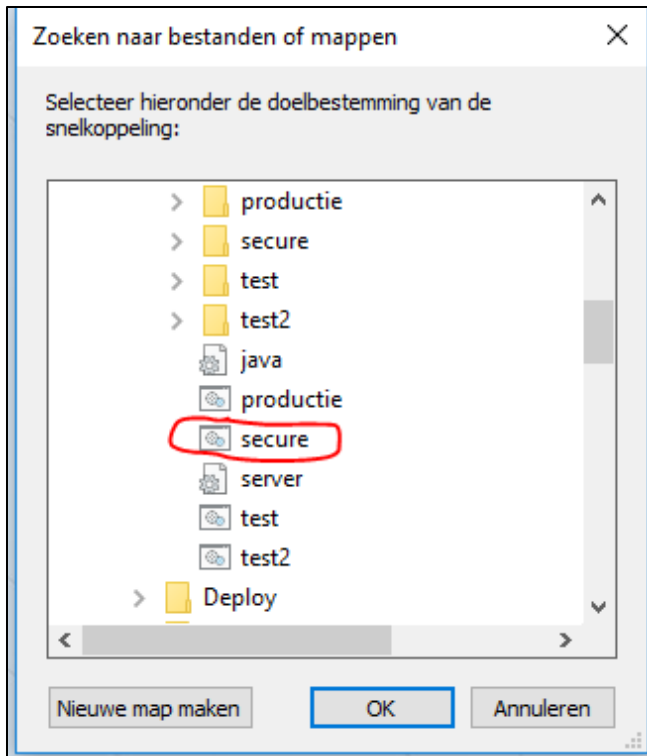 Zoeken naar bestanden of mappen
Selecteer hieronder de doelbestemming van de
snelkoppeling:
productie
secure
test
test2
java
productie
secure
server
test
test2
Deploy
Nieuwe map maken
OK
Annuleren